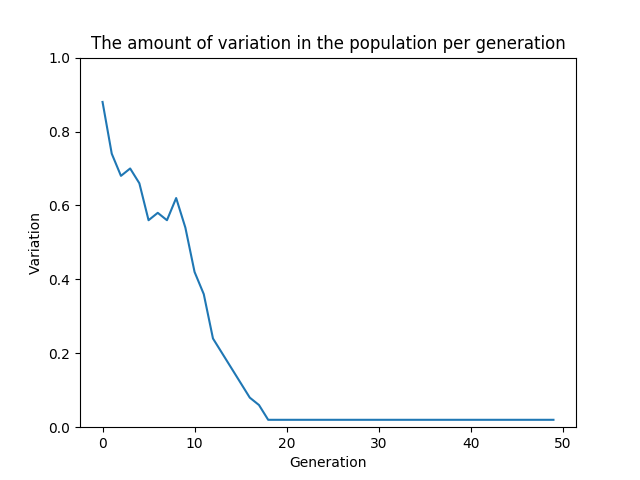 The amount of variation in the population per generation
1.0
0.8
0.6
0.4
0.2
0.0
Variation
0 10 20 30 40 50
Generation